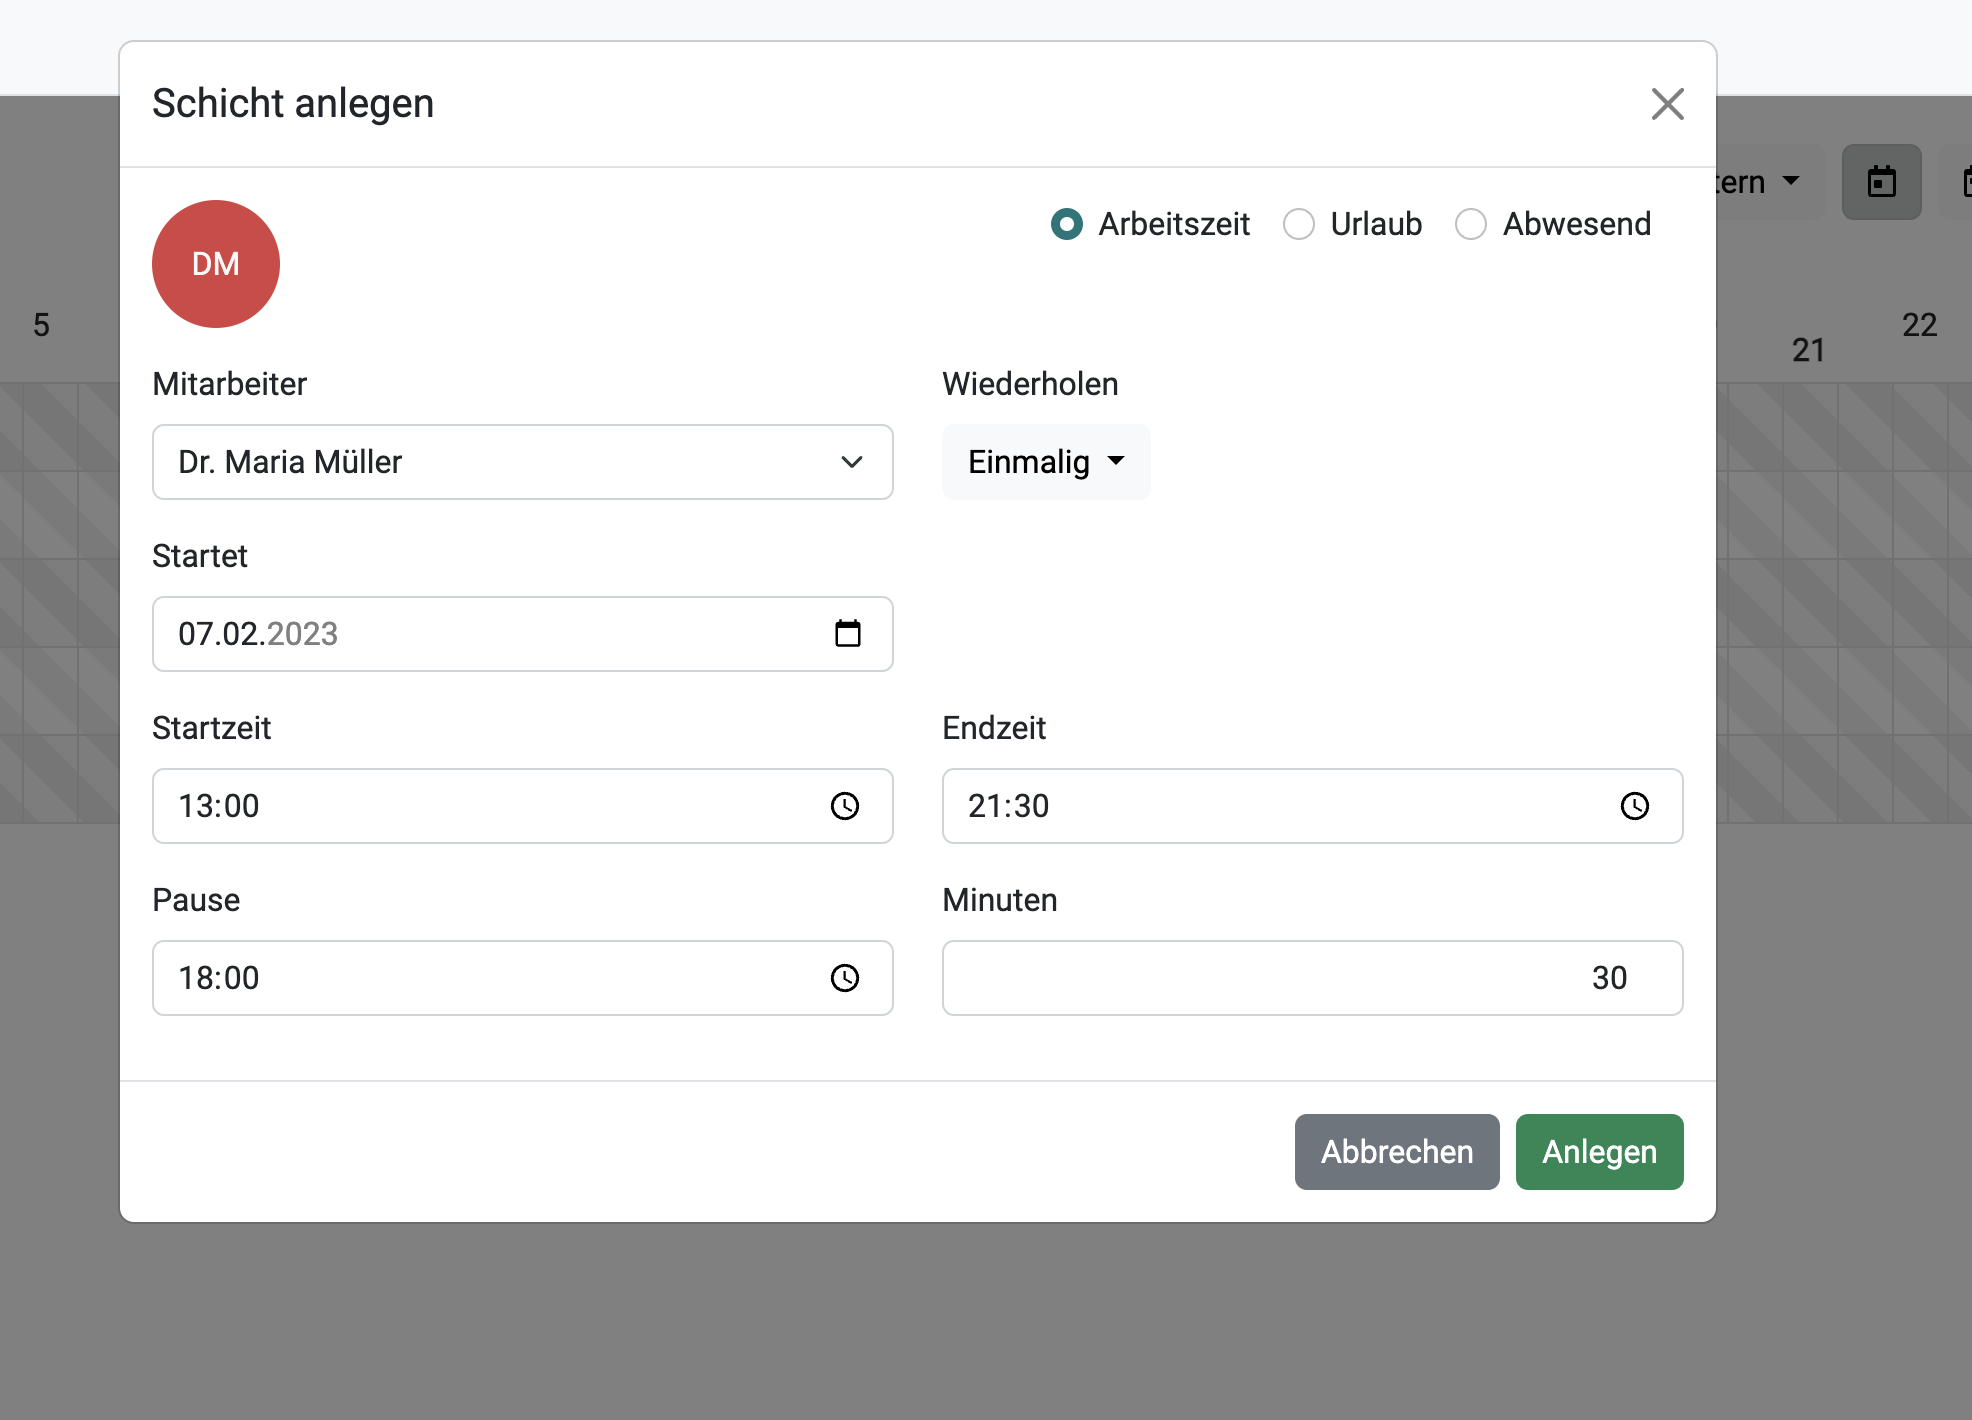 Schicht anlegen
DM
Arbeitszeit Urlaub Abwesend
5
22
21
Mitarbeiter Wiederholen
Dr. Maria Müller Einmalig
Startet
07.02.2023
Startzeit Endzeit
13:00 21:30
Pause Minuten
18:00 30
Abbrechen Anlegen